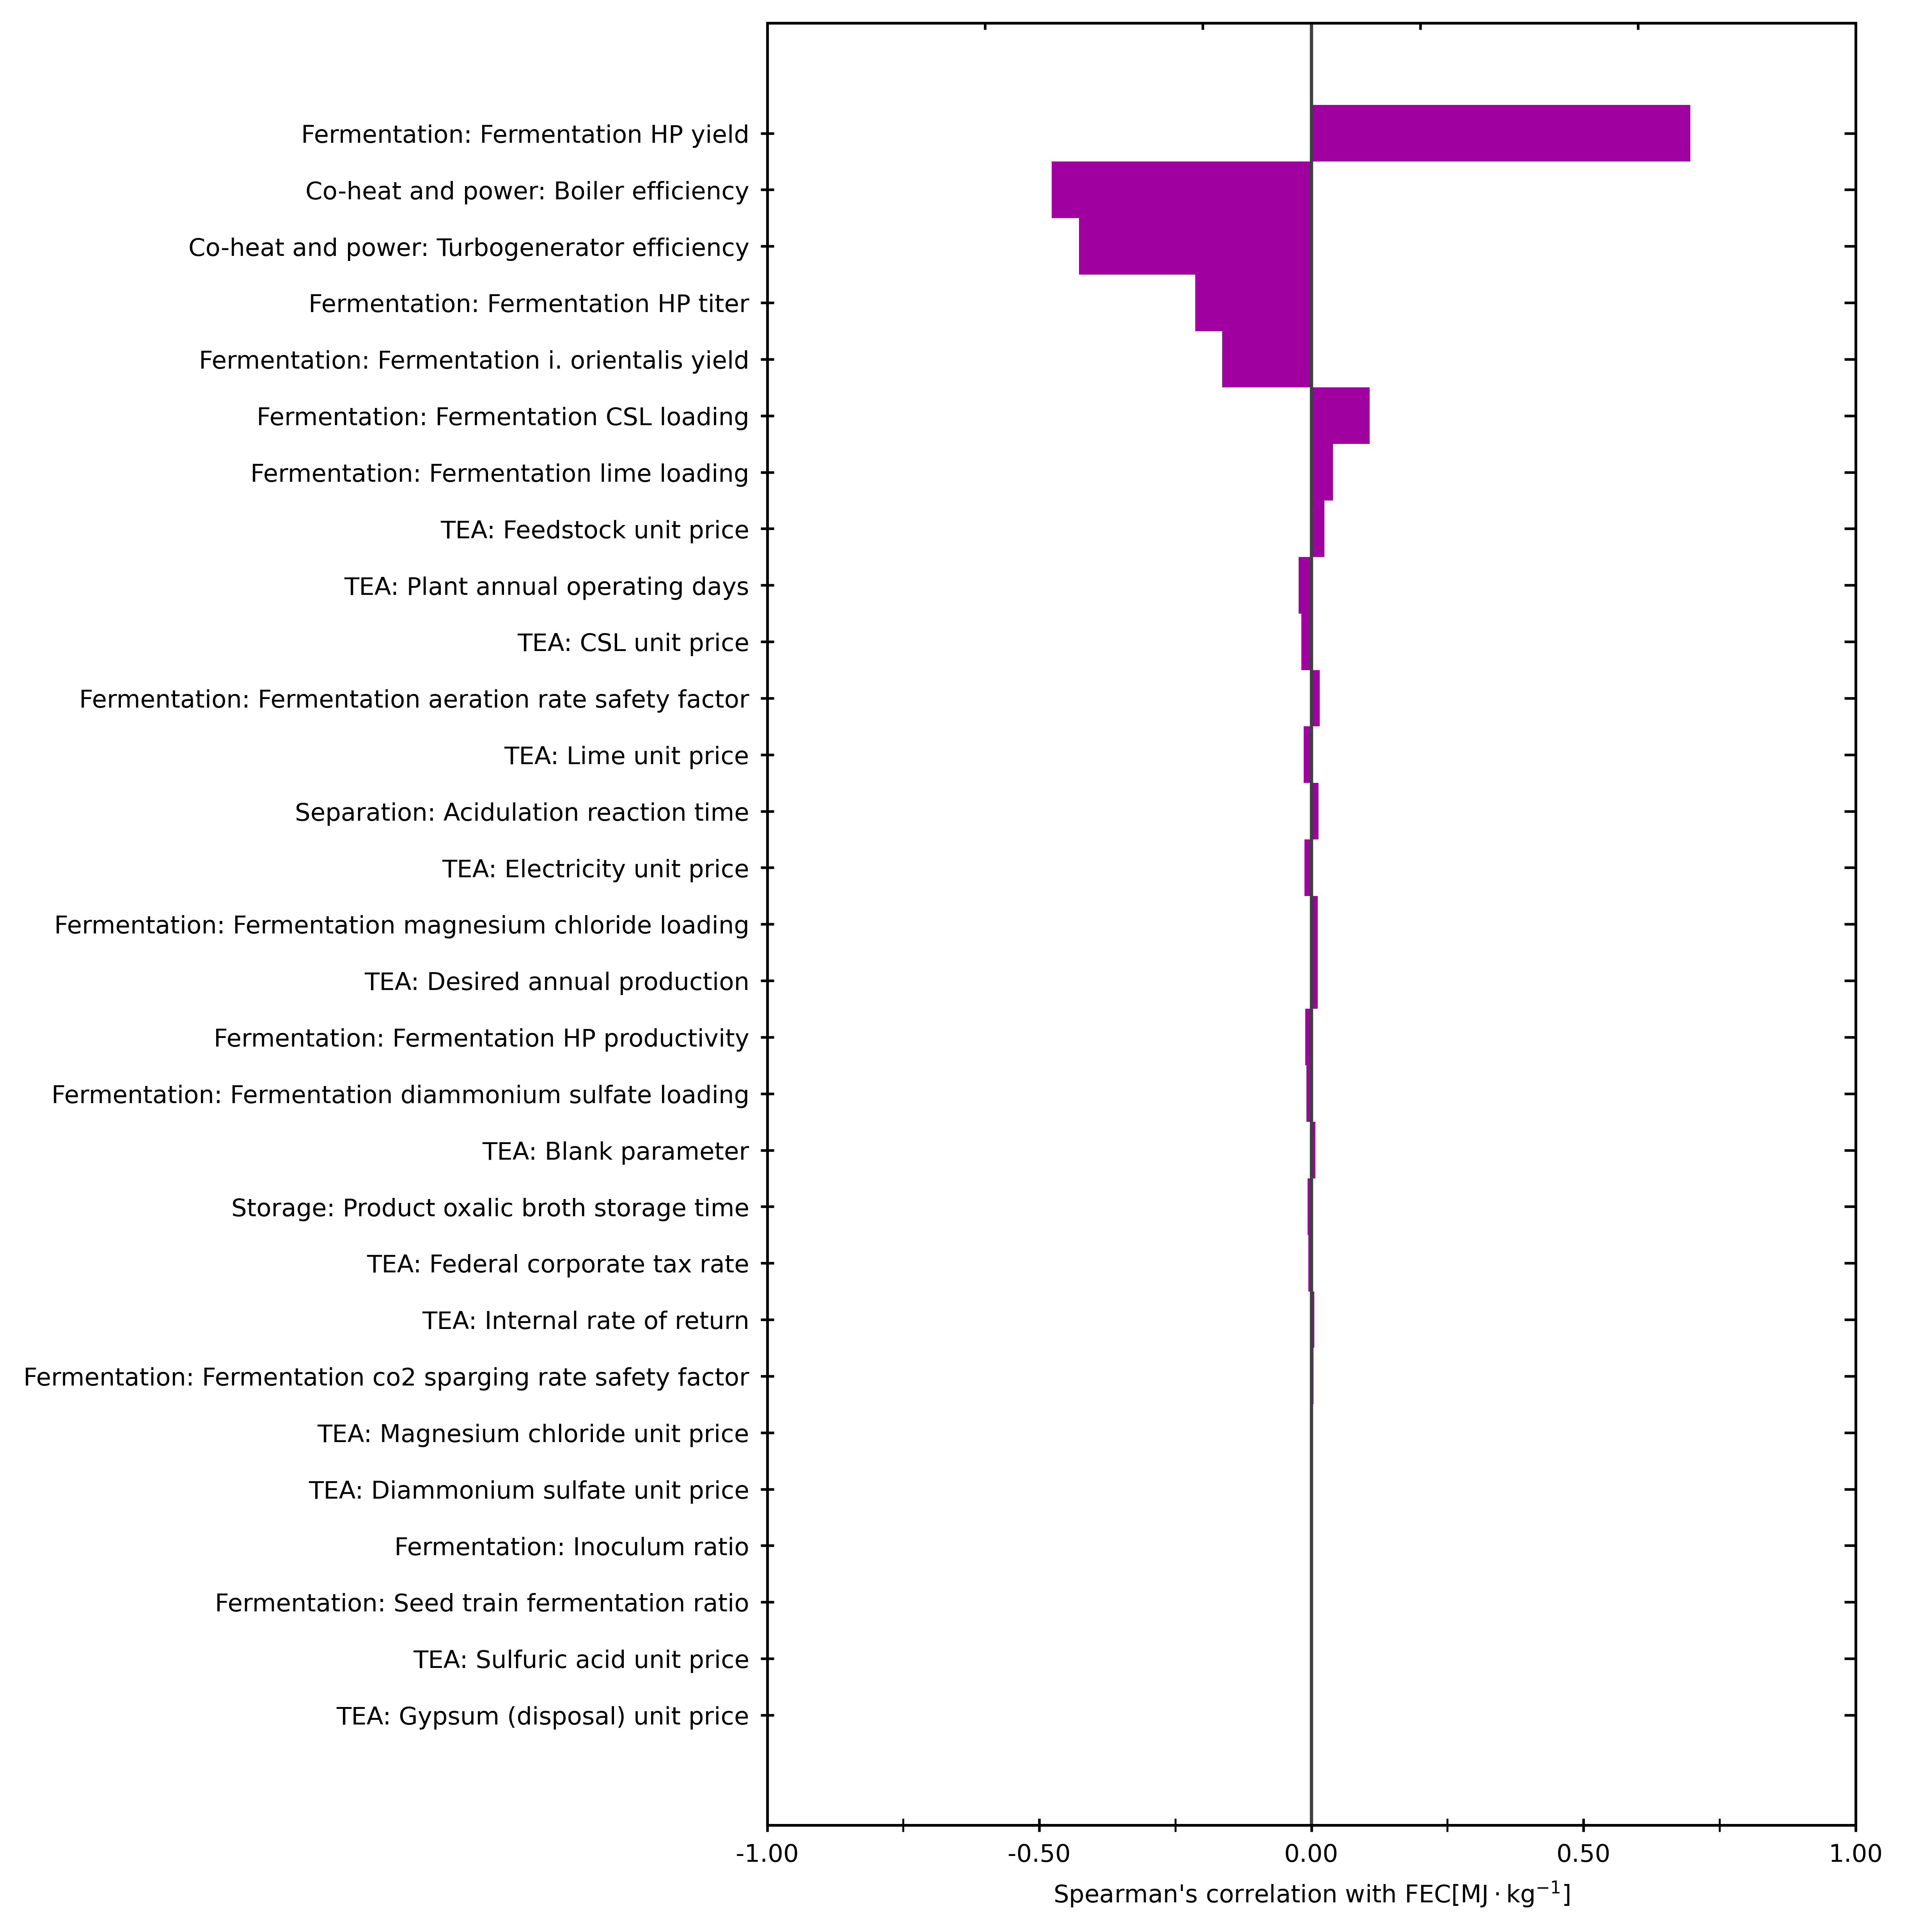 Fermentation: Fermentation HP yield
Co-heat and power: Boiler efficiency
Co-heat and power: Turbogenerator efficiency
Fermentation: Fermentation HP titer
Fermentation: Fermentation i. orientalis yield
Fermentation: Fermentation CSL loading
Fermentation: Fermentation lime loading
TEA: Feedstock unit price
TEA: Plant annual operating days
TEA: CSL unit price
Fermentation: Fermentation aeration rate safety factor
TEA: Lime unit price
Separation: Acidulation reaction time
TEA: Electricity unit price
Fermentation: Fermentation magnesium chloride loading
TEA: Desired annual production
Fermentation: Fermentation HP productivity
Fermentation: Fermentation diammonium sulfate loading
TEA: Blank parameter
Storage: Product oxalic broth storage time
TEA: Federal corporate tax rate
TEA: Internal rate of return
Fermentation: Fermentation co2 sparging rate safety factor
TEA: Magnesium chloride unit price
TEA: Diammonium sulfate unit price
Fermentation: Inoculum ratio
Fermentation: Seed train fermentation ratio
TEA: Sulfuric acid unit price
TEA: Gypsum (disposal) unit price
-1.00 -0.50 0.00 0.50 1.00
Spearman's correlation with FEC[MJ·kg⁻¹]